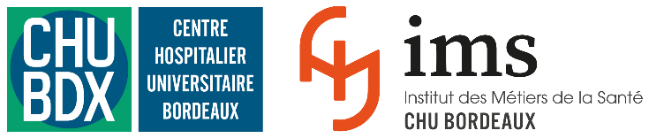 CHU
BDX
CENTRE
HOSPITALIER
UNIVERSITAIRE
BORDEAUX
ims
Institut des Métiers de la Santé
CHU BORDEAUX